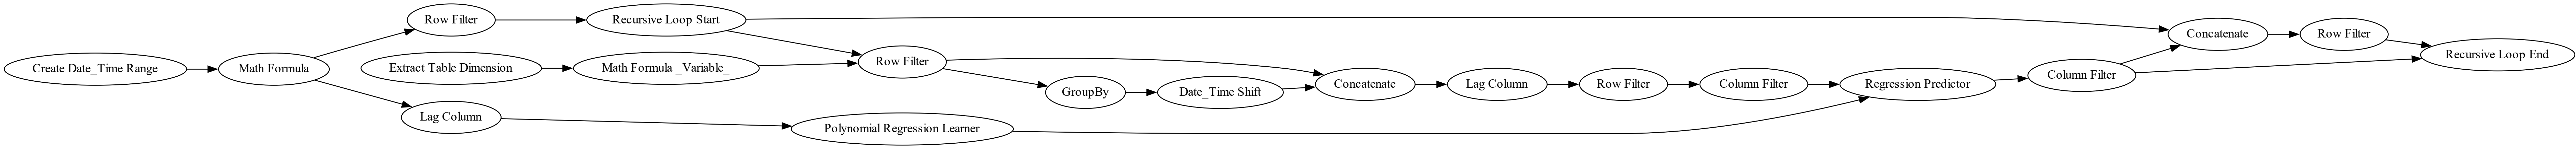 Create Date_Time Range
Math Formula
Row Filter
Recursive Loop Start
Extract Table Dimension
Math Formula _Variable_
Lag Column
Polynomial Regression Learner
Row Filter
GroupBy
Date_Time Shift
Concatenate
Lag Column
Row Filter
Column Filter
Regression Predictor
Column Filter
Concatenate
Row Filter
Recursive Loop End